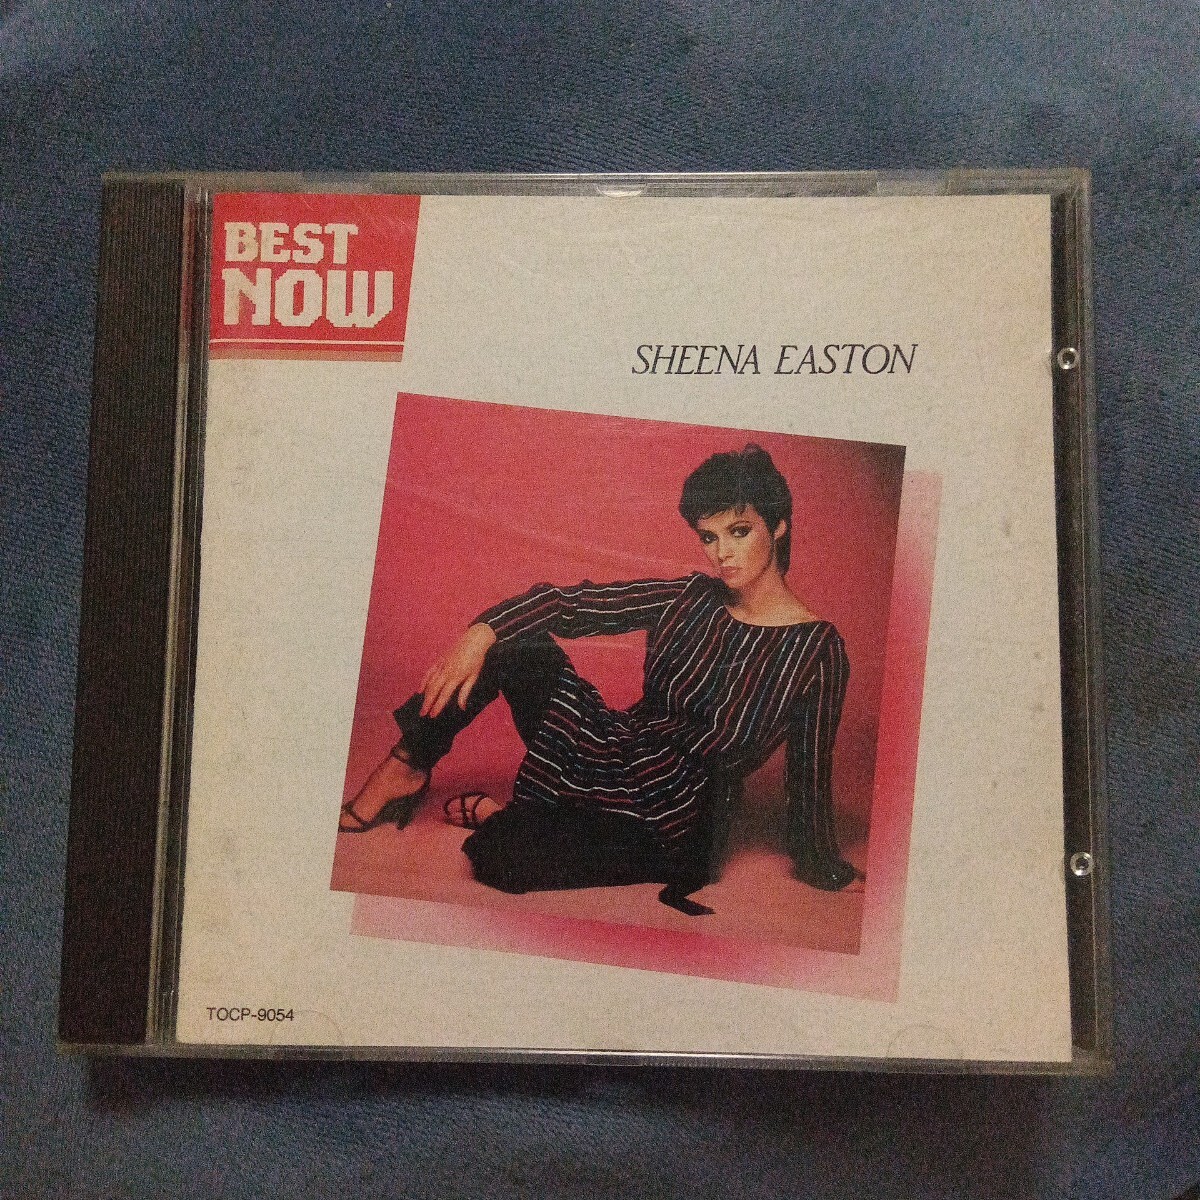 BEST
NOW
SHEENA EASTON
TOCP-9054